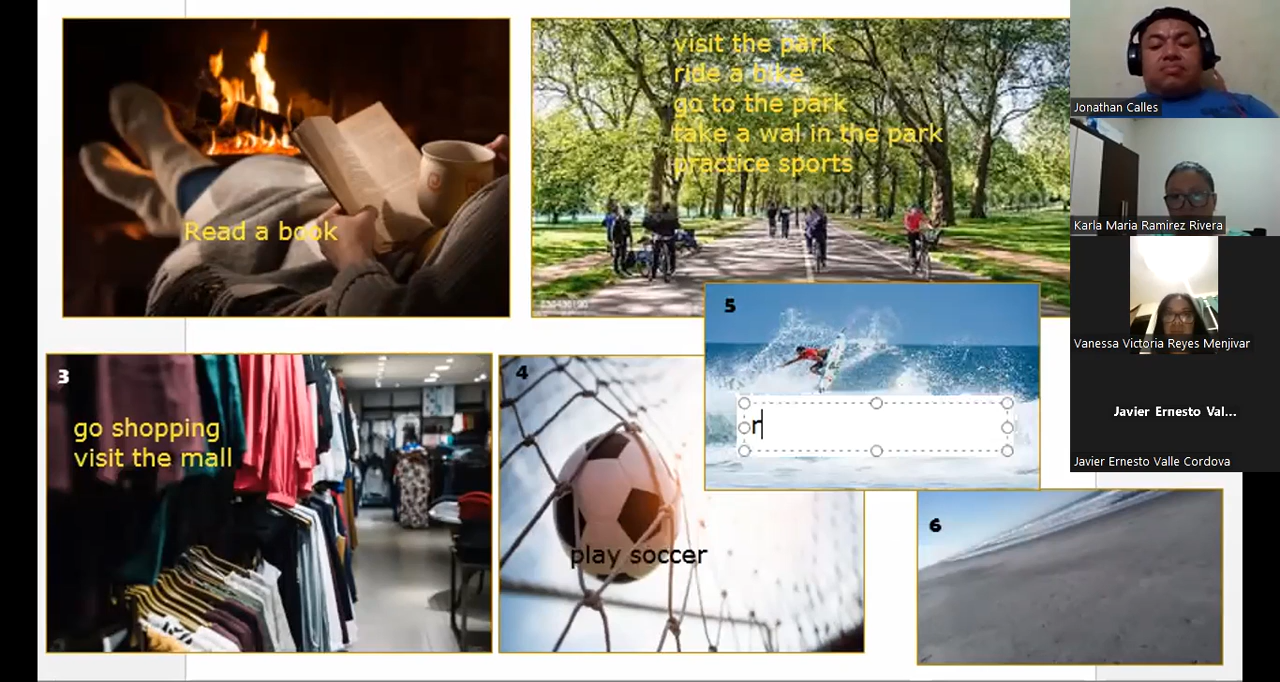 Read a book
visit the park
ride a bike
go to the park
take a wal in the park
practice sports
3
go shopping
visit the mall
4
play soccer
5
r
6
Jonathan Calles
Karla Maria Ramirez Rivera
Vanessa Victoria Reyes Menjivar
Javier Ernesto Val...
Javier Ernesto Valle Cordova